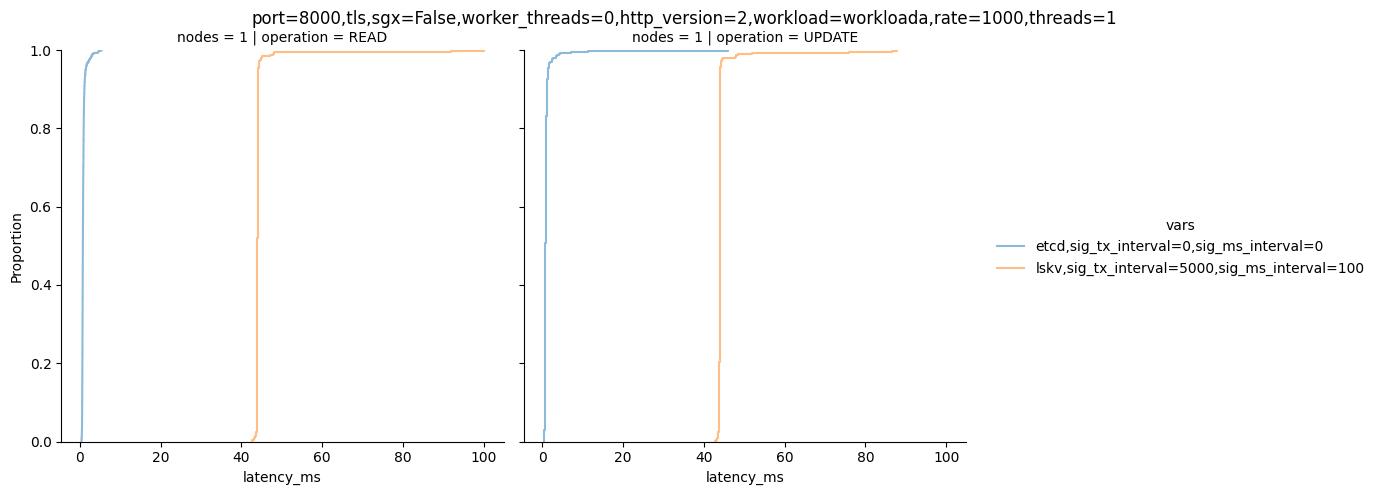 port=8000,tls,sgx=False,worker_threads=0,http_version=2,workload=workloada,rate=1000,threads=1
nodes = 1 | operation = READ
nodes = 1 | operation = UPDATE
1.0
0.8
0.6
0.4
0.2
0.0
Proportion
0 20 40 60 80 100
0 20 40 60 80 100
latency_ms
latency_ms
vars
etcd,sig_tx_interval=0,sig_ms_interval=0
lskv,sig_tx_interval=5000,sig_ms_interval=100